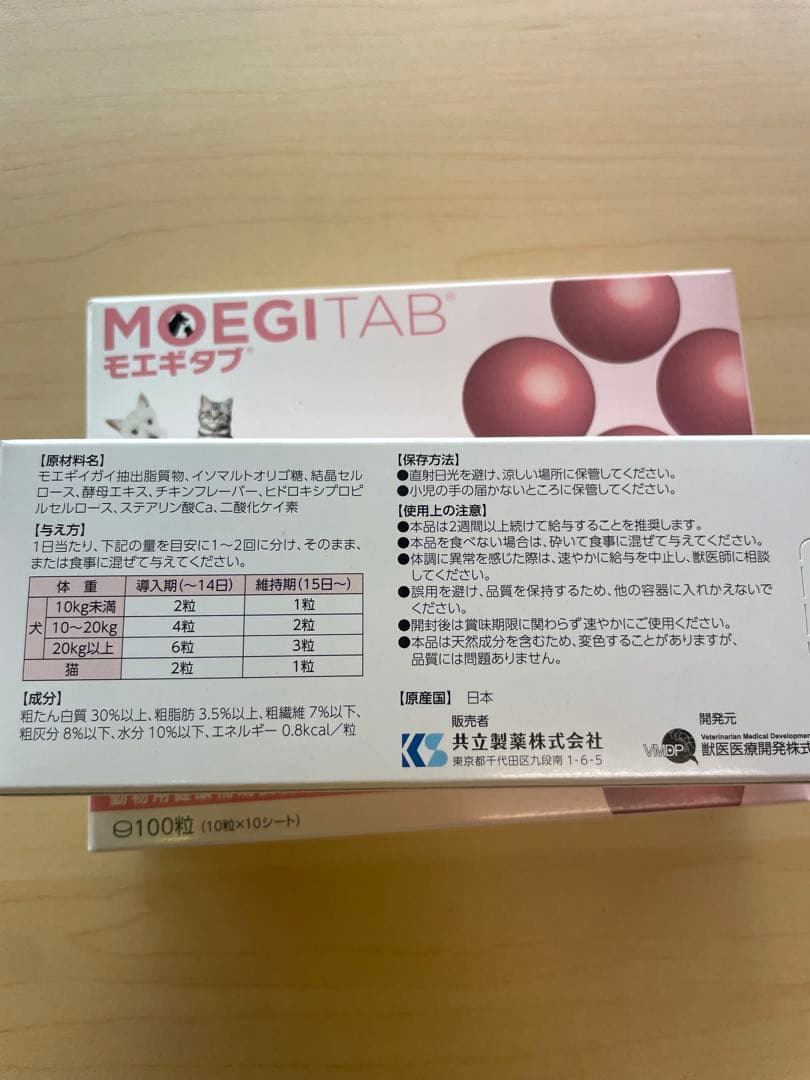 MOEGITAB®
モエギタブ®
【原材料名】
モエギイガイ抽出脂質物、イソマルトオリゴ糖、結晶セル
ロース、酵母エキス、チキンフレーバー、ヒドロキシプロピ
ルセルロース、ステアリン酸Ca、二酸化ケイ素
【与え方】
1日当たり、下記の量を目安に1～2回に分け、そのまま、
または食事に混ぜて与えてください。
体 重 導入期(～14日) 維持期(15日～)
犬 10kg未満 2粒 1粒
10～20kg 4粒 2粒
20kg以上 6粒 3粒
猫 2粒 1粒
【成分】
粗たん白質 30%以上、粗脂肪 3.5%以上、粗繊維 7%以下、
粗灰分 8%以下、水分 10%以下、エネルギー 0.8kcal／粒
【保存方法】
●直射日光を避け、涼しい場所に保管してください。
●小児の手の届かないところに保管してください。
【使用上の注意】
●本品は2週間以上続けて給与することを推奨します。
●本品を食べない場合は、砕いて食事に混ぜて与えてください。
●体調に異常を感じた際は、速やかに給与を中止し、獣医師に相談
してください。
●誤用を避け、品質を保持するため、他の容器に入れかえないで
ください。
●開封後は賞味期限に関わらず速やかにご使用ください。
●本品は天然成分を含むため、変色することがありますが、
品質には問題ありません。
【原産国】 日本
販売者
KS 共立製薬株式会社
東京都千代田区九段南 1-6-5
開発元
Veterinarian Medical Developmen
VMDP 獣医医療開発株式
100粒 (10粒×10シート)